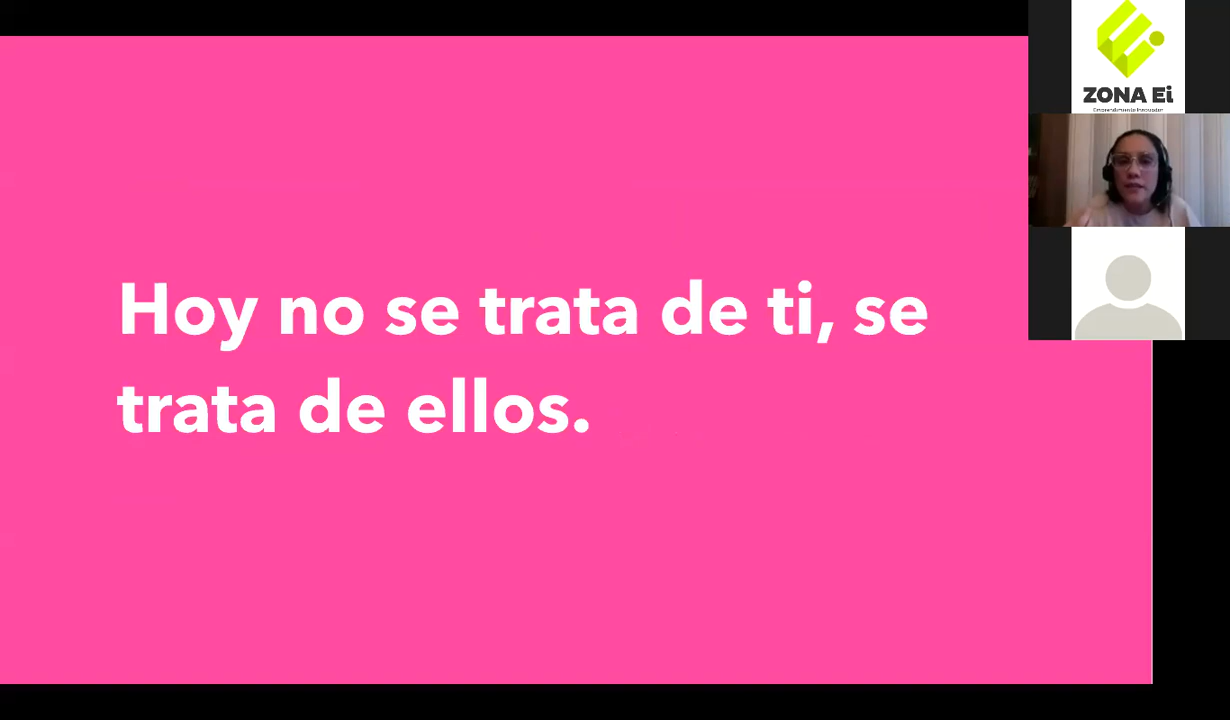 Hoy no se trata de ti, se
trata de ellos.
ZONA Ei